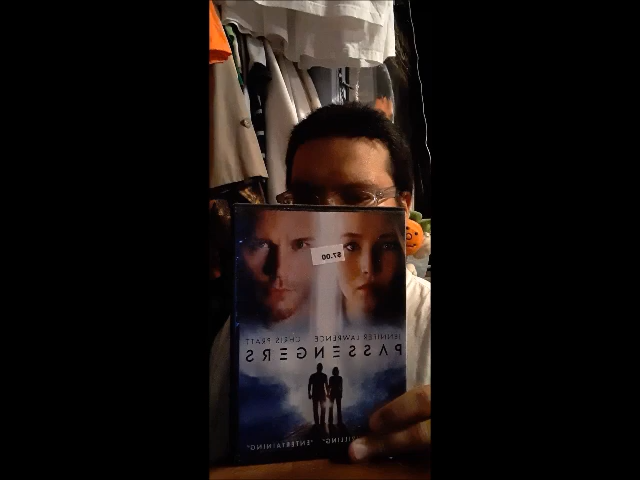 $7.00
JENNIFER LAWRENCE CHRIS PRATT
PASSENGERS
"ENTERTAINING"